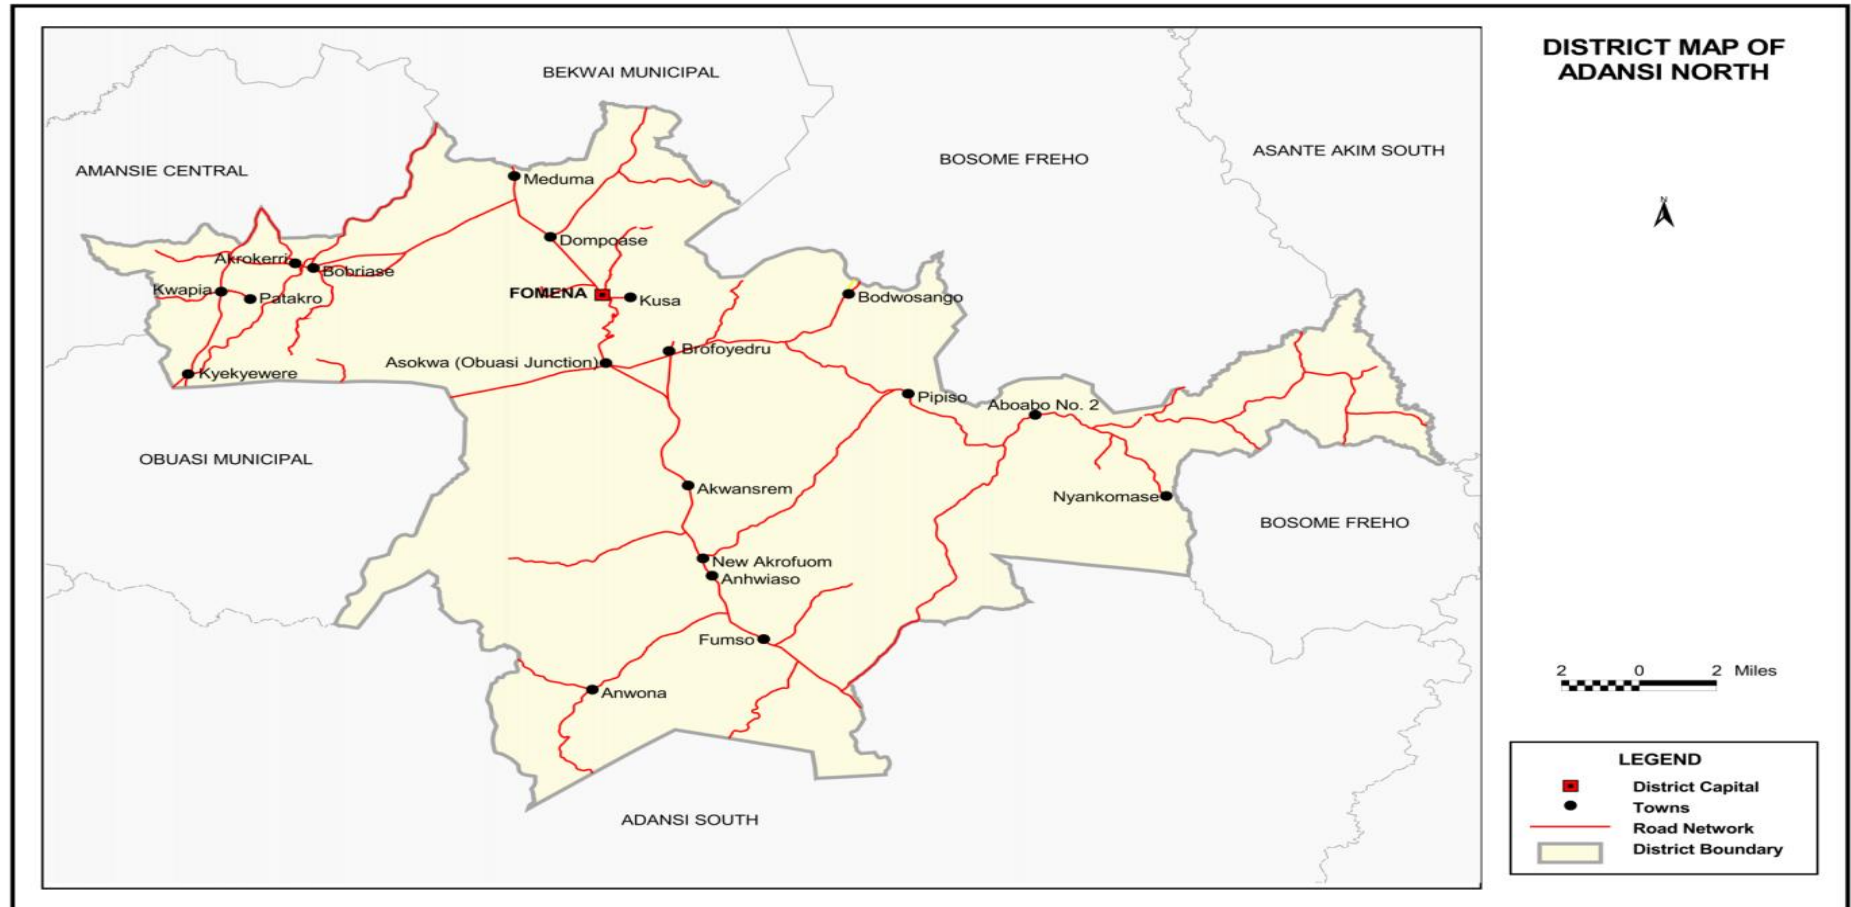 DISTRICT MAP OF
ADANSI NORTH
BEKWAI MUNICIPAL
ASANTE AKIM SOUTH
BOSOME FREHO
AMANSIE CENTRAL
Meduma
N
Dompoase
Akrokerri
Bobriase
Kwapia
Patakro
FOMENA
Kusa
Bodwosango
Brofoyedru
Asokwa (Obuasi Junction)
Kyekyewere
Pipiso
Aboabo No. 2
OBUASI MUNICIPAL
Akwansrem
Nyankomase
BOSOME FREHO
New Akrofuom
Anhwiaso
Fumso
Anwona
ADANSI SOUTH
2 0 2 Miles
LEGEND
District Capital
Towns
Road Network
District Boundary